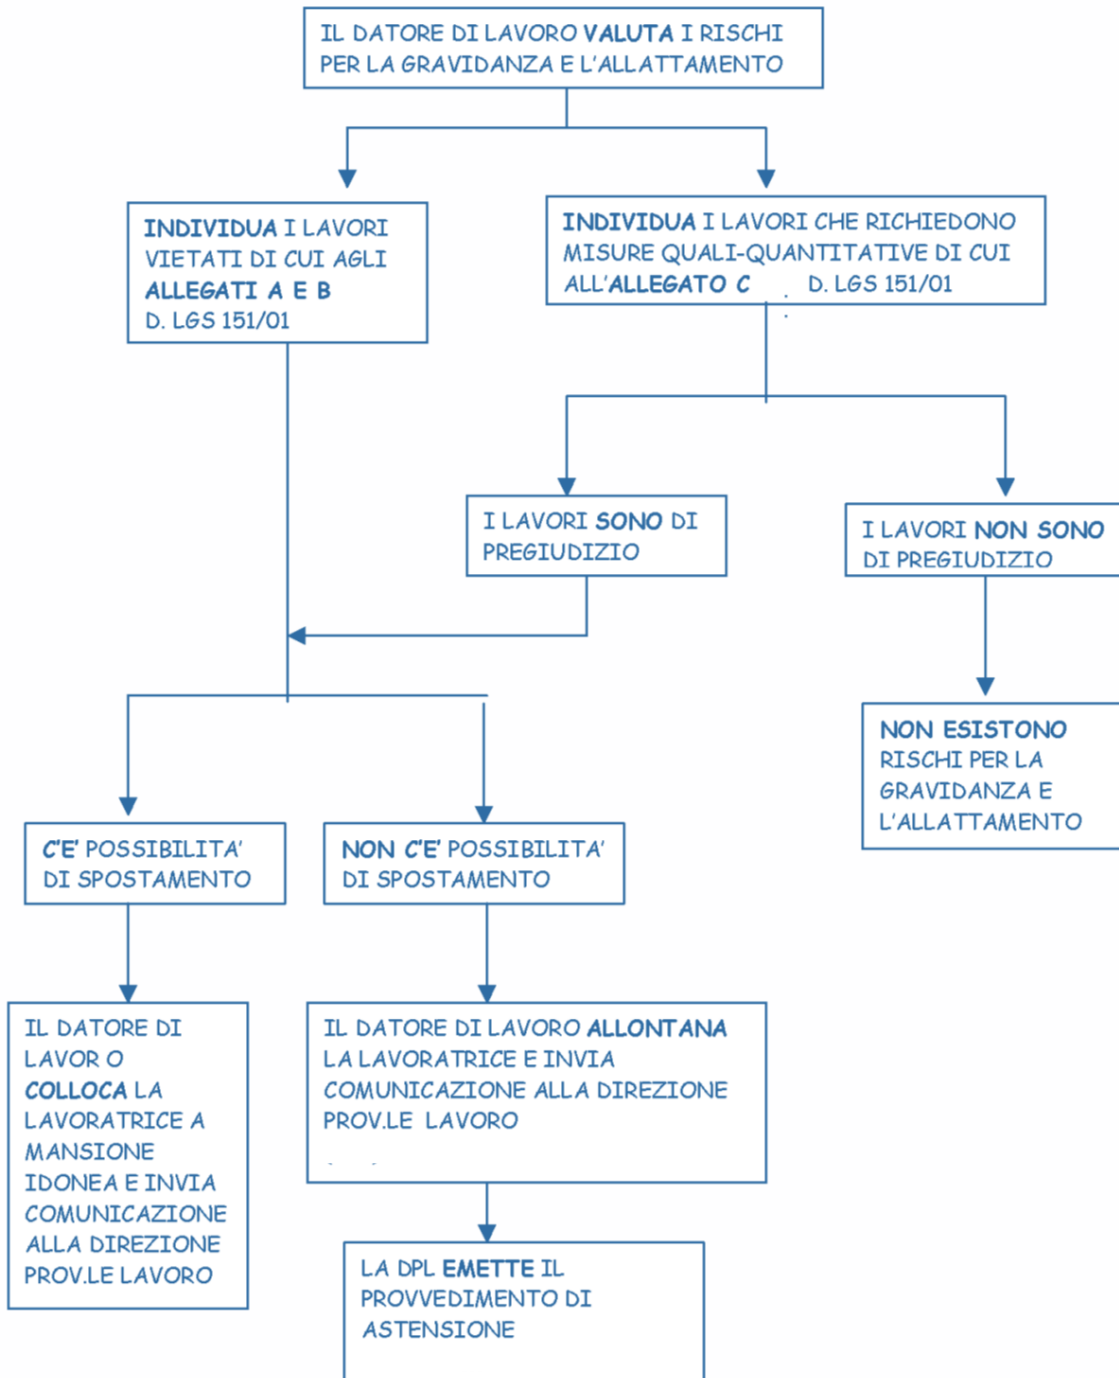 IL DATORE DI LAVORO VALUTA I RISCHI
PER LA GRAVIDANZA E L'ALLATTAMENTO
INDIVIDUA I LAVORI
VIETATI DI CUI AGLI
ALLEGATI A E B
D. LGS 151/01
INDIVIDUA I LAVORI CHE RICHIEDONO
MISURE QUALI-QUANTITATIVE DI CUI
ALL'ALLEGATO C D. LGS 151/01
I LAVORI SONO DI
PREGIUDIZIO
I LAVORI NON SONO
DI PREGIUDIZIO
NON ESISTONO
RISCHI PER LA
GRAVIDANZA E
L'ALLATTAMENTO
C'E' POSSIBILITA'
DI SPOSTAMENTO
NON C'E' POSSIBILITA'
DI SPOSTAMENTO
IL DATORE DI
LAVOR O
COLLOCA LA
LAVORATRICE A
MANSIONE
IDONEA E INVIA
COMUNICAZIONE
ALLA DIREZIONE
PROV.LE LAVORO
IL DATORE DI LAVORO ALLONTANA
LA LAVORATRICE E INVIA
COMUNICAZIONE ALLA DIREZIONE
PROV.LE LAVORO
LA DPL EMETTE IL
PROVVEDIMENTO DI
ASTENSIONE